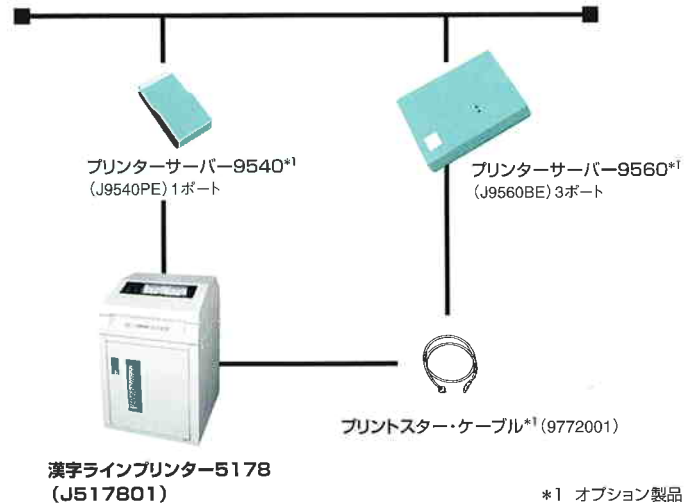 プリンターサーバー9540*1
(J9540PE)1ポート
プリンターサーバー9560*1
(J9560BE)3ポート
プリントスター・ケーブル*1(9772001)
漢字ラインプリンター5178
(J517801)
*1 オプション製品